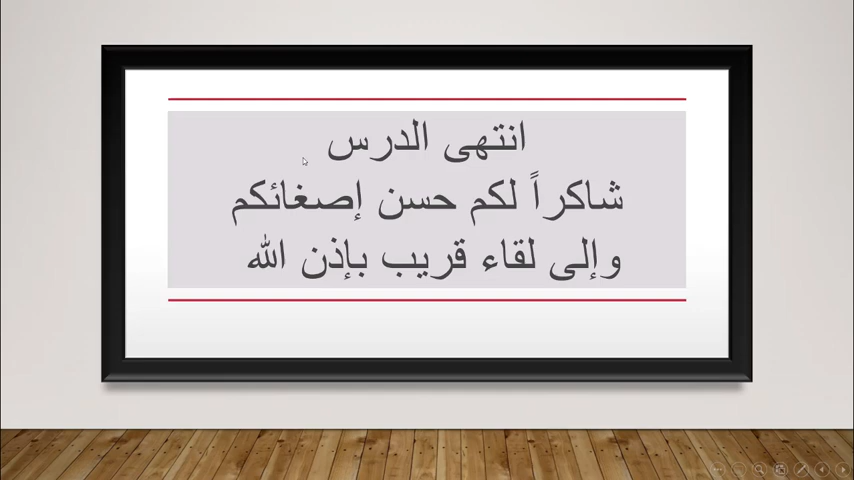 انتهى الدرس
شاكراً لكم حسن إصغائكم
وإلى لقاء قريب بإذن الله